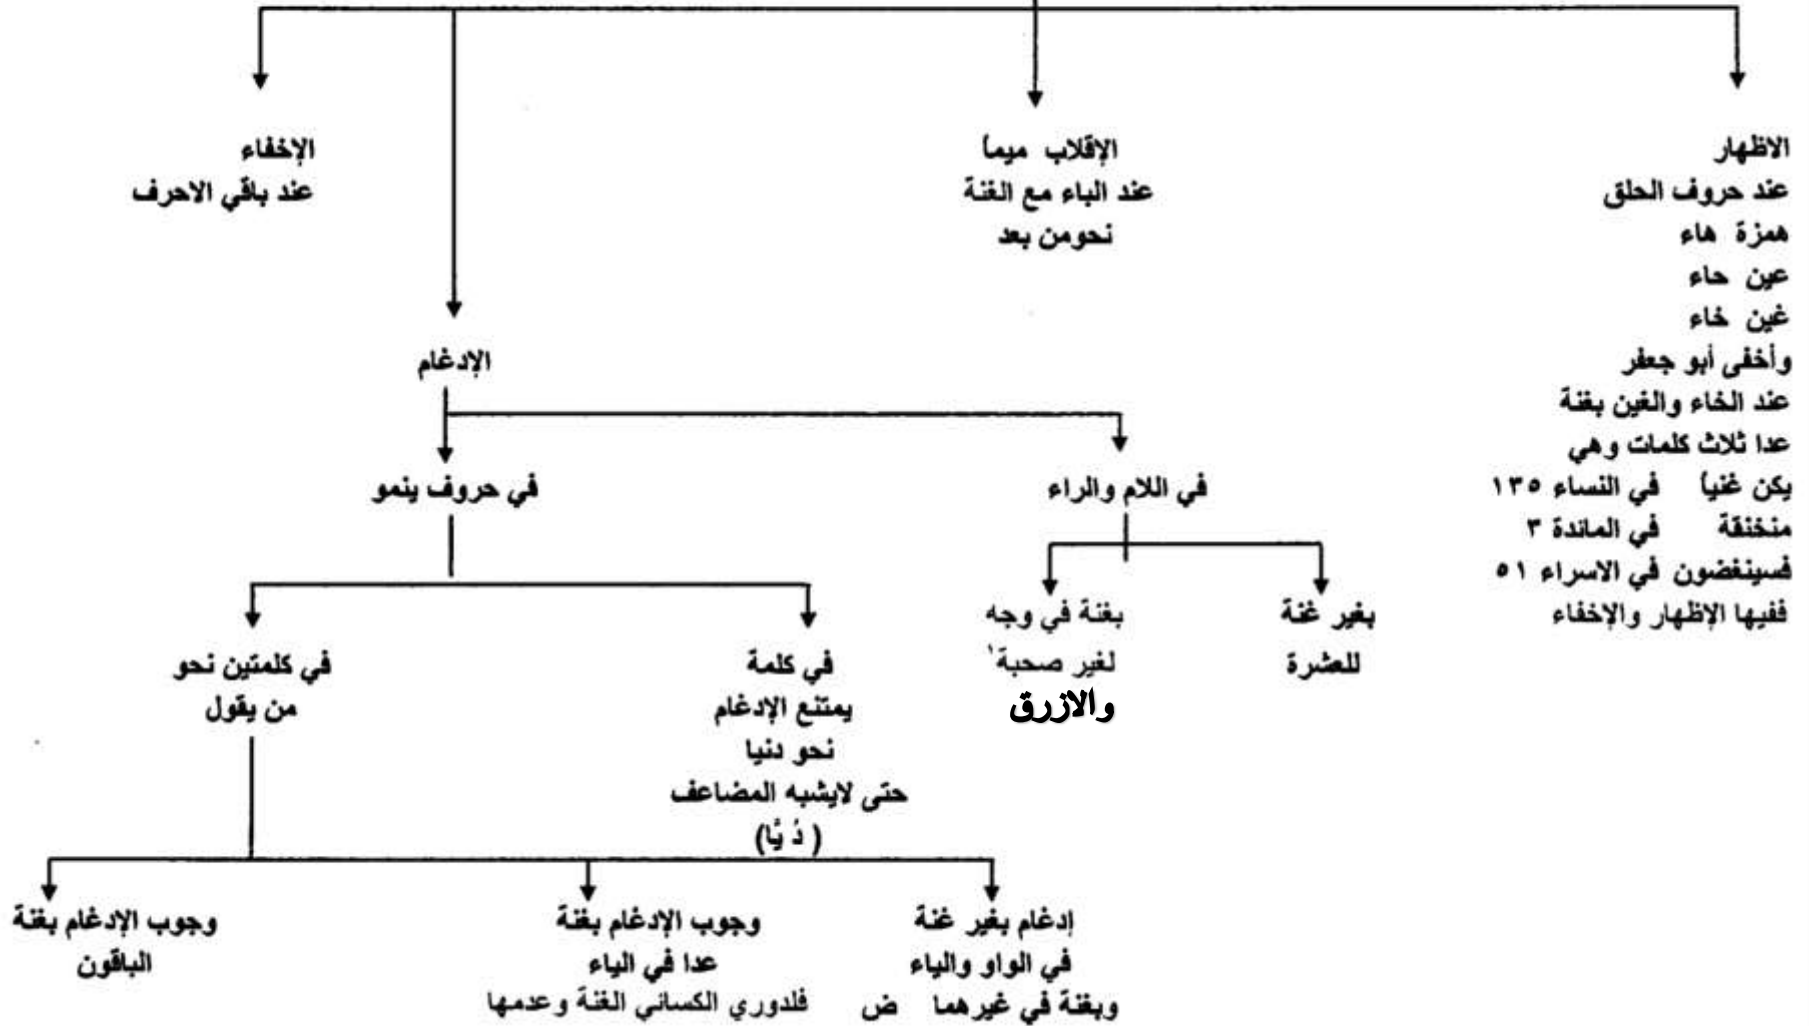 الاظهار
عند حروف الحلق
همزة هاء
عين حاء
غين خاء
وأخفى أبو جعفر
عند الخاء والغين بغنة
عدا ثلاث كلمات وهي
يكن غنياً في النساء ١٣٥
منخنقة في المائدة ٣
فسينغضون في الاسراء ٥١
ففيها الإظهار والإخفاء
الإقلاب ميماً
عند الباء مع الغنة
نحومن بعد
الإدغام
في اللام والراء
بغير غنة
للعشرة
بغنة في وجه
لغير صحبة١
والازرق
في حروف ينمو
في كلمة
يمتنع الإدغام
نحو دنيا
حتى لايشبه المضاعف
(دُ يَّا)
في كلمتين نحو
من يقول
إدغام بغير غنة
في الواو والياء
وبغنة في غيرهما ض
وجوب الإدغام بغنة
عدا في الياء
فلدوري الكسائي الغنة وعدمها
وجوب الإدغام بغنة
الباقون
الإخفاء
عند باقي الاحرف